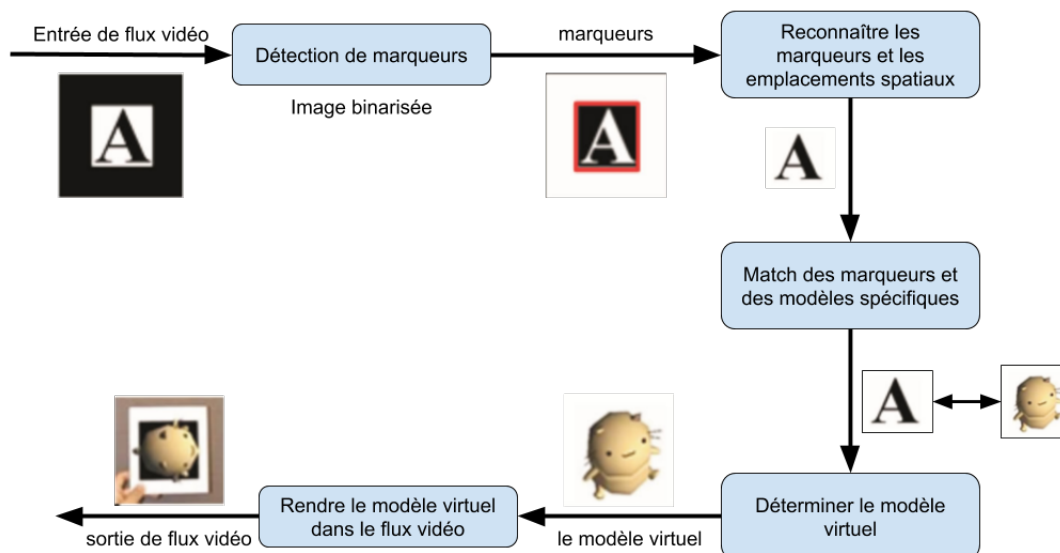 Entrée de flux vidéo
Détection de marqueurs
Image binarisée
marqueurs
Reconnaître les
marqueurs et les
emplacements spatiaux
A
A
A
Match des marqueurs et
des modèles spécifiques
A
Déterminer le modèle
virtuel
le modèle virtuel
Rendre le modèle virtuel
dans le flux vidéo
sortie de flux vidéo